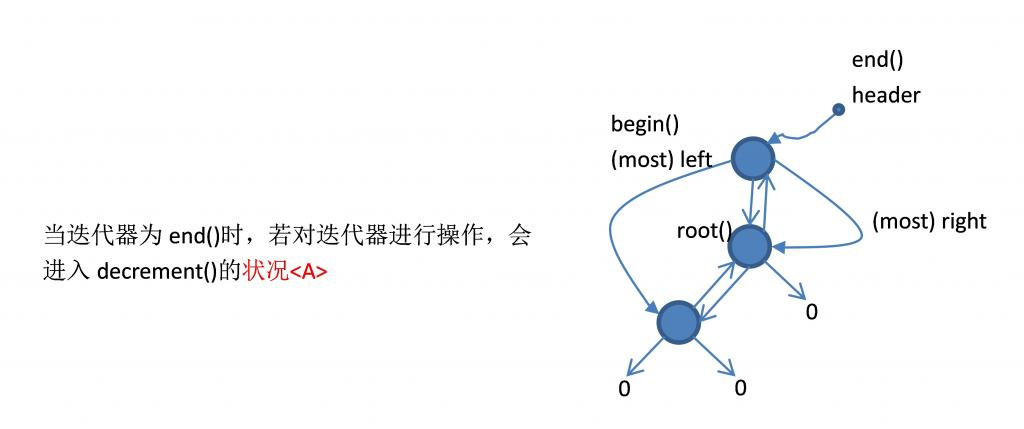 end()
header
begin()
(most) left
(most) right
root()
当迭代器为 end()时，若对迭代器进行操作，会
进入 decrement()的状况<A>
0
0
0